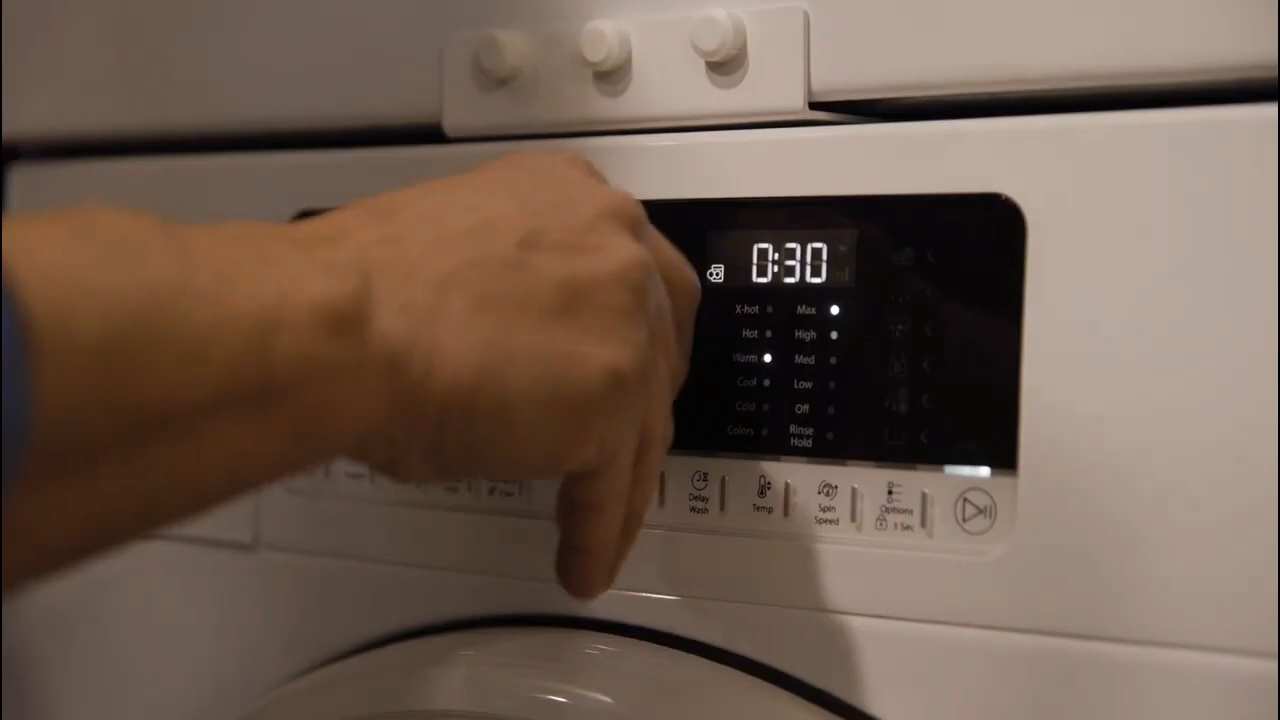 0:30
X-hot Max
Hot High
Warm Med
Cool Low
Cold Off
Colors Rinse
Hold
Delay
Wash
Temp
Spin
Speed
Options
3 Sec